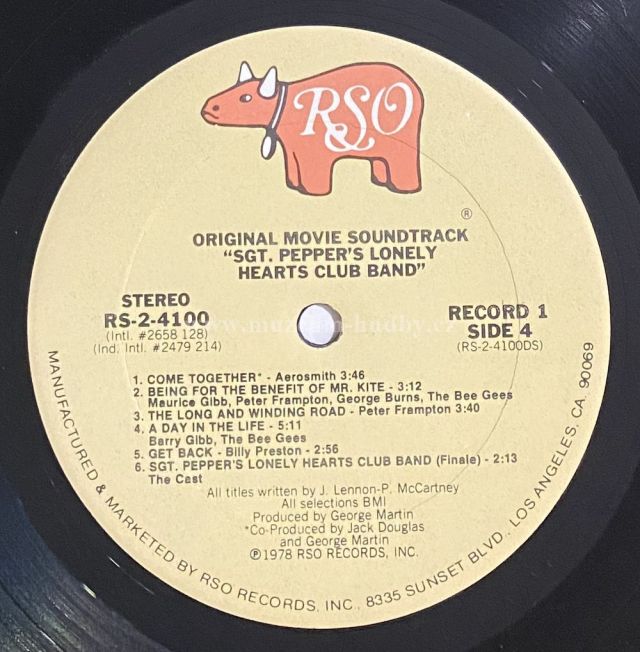 RSO
®
ORIGINAL MOVIE SOUNDTRACK
"SGT. PEPPER'S LONELY
HEARTS CLUB BAND"
STEREO
RS-2-4100
(Intl. #2658 128)
(Ind. Intl. #2479 214)
RECORD 1
SIDE 4
(RS-2-4100DS)
www.muzeum-hudby.cz
1. COME TOGETHER* - Aerosmith 3:46
2. BEING FOR THE BENEFIT OF MR. KITE - 3:12
Maurice Gibb, Peter Frampton, George Burns, The Bee Gees
3. THE LONG AND WINDING ROAD - Peter Frampton 3:40
4. A DAY IN THE LIFE - 5:11
Barry Gibb, The Bee Gees
5. GET BACK - Billy Preston - 2:56
6. SGT. PEPPER'S LONELY HEARTS CLUB BAND (Finale) - 2:13
The Cast
All titles written by J. Lennon-P. McCartney
All selections BMI
Produced by George Martin
*Co-Produced by Jack Douglas
and George Martin
℗1978 RSO RECORDS, INC.
MANUFACTURED & MARKETED BY RSO RECORDS, INC., 8335 SUNSET BLVD., LOS ANGELES, CA. 90069